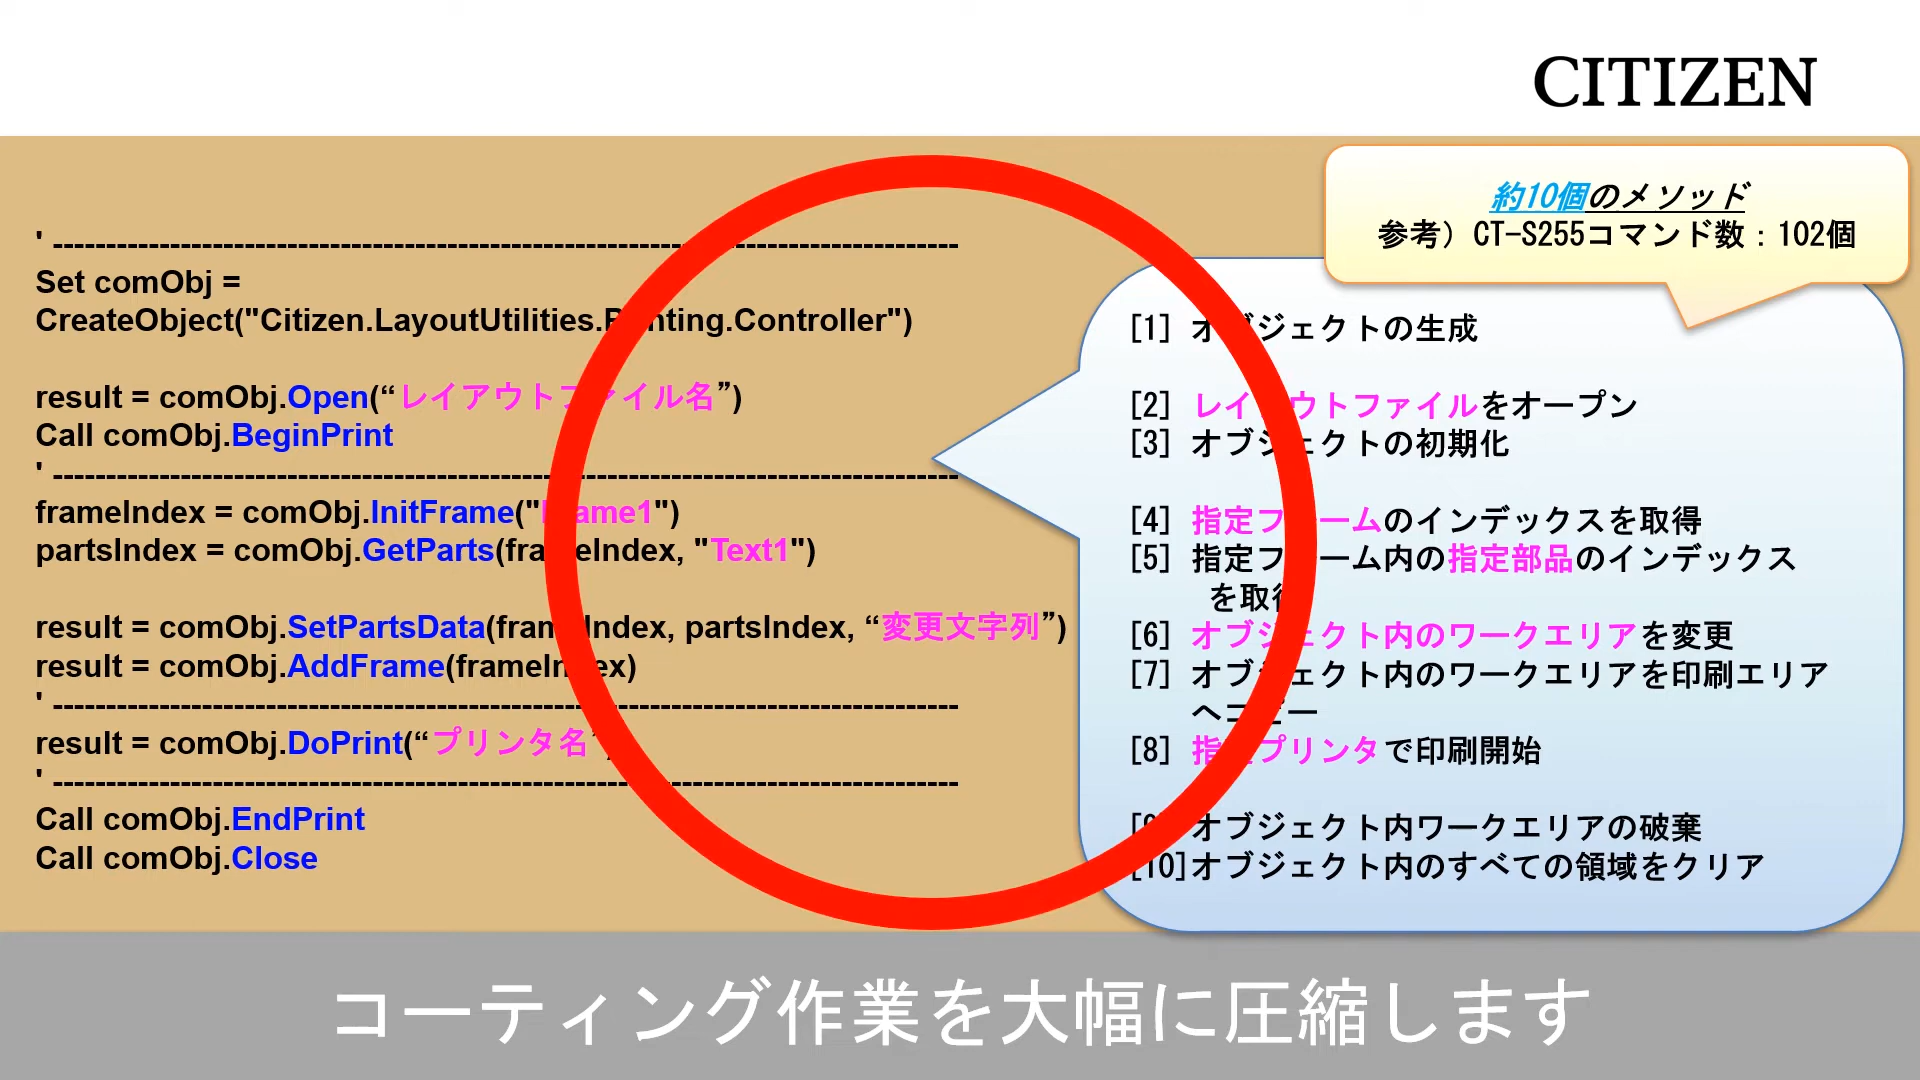 CITIZEN
約10個のメソッド
参考）CT-S255コマンド数：102個
' -------------------------------------------------------------------------------------
Set comObj =
CreateObject("Citizen.LayoutUtilities.Printing.Controller")
result = comObj.Open(“レイアウトファイル名”)
Call comObj.BeginPrint
' -------------------------------------------------------------------------------------
frameIndex = comObj.InitFrame("Frame1")
partsIndex = comObj.GetParts(frameIndex, "Text1")
result = comObj.SetPartsData(frameIndex, partsIndex, “変更文字列”)
result = comObj.AddFrame(frameIndex)
' -------------------------------------------------------------------------------------
result = comObj.DoPrint(“プリンタ名”)
' -------------------------------------------------------------------------------------
Call comObj.EndPrint
Call comObj.Close
[1] オブジェクトの生成
[2] レイアウトファイルをオープン
[3] オブジェクトの初期化
[4] 指定フレームのインデックスを取得
[5] 指定フレーム内の指定部品のインデックス
を取得
[6] オブジェクト内のワークエリアを変更
[7] オブジェクト内のワークエリアを印刷エリア
へコピー
[8] 指定プリンタで印刷開始
[9] オブジェクト内ワークエリアの破棄
[10]オブジェクト内のすべての領域をクリア
コーティング作業を大幅に圧縮します